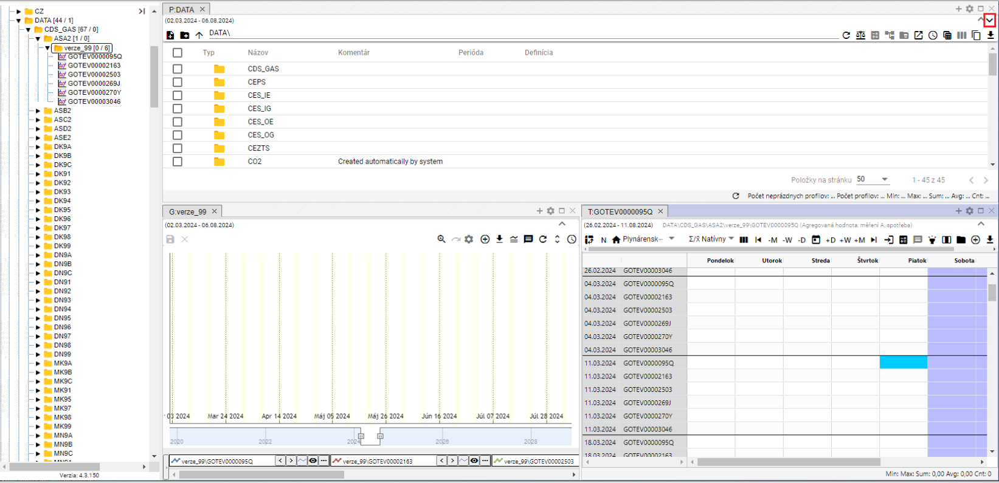 CZ
DATA [44 / 1]
CDS_GAS [67 / 0]
ASA2 [1 / 0]
verze_99 [0 / 6]
GOTEV0000095Q
GOTEV00002163
GOTEV00002503
GOTEV0000269J
GOTEV0000270Y
GOTEV00003046
ASB2
ASC2
ASD2
ASE2
DK9A
DK9B
DK9C
DK91
DK92
DK93
DK94
DK95
DK96
DK97
DK98
DK99
DN9A
DN9B
DN9C
DN91
DN92
DN93
DN94
DN95
DN96
DN97
DN98
DN99
MK9A
MK9B
MK9C
MK91
MK95
MK97
MK98
MK99
MN9A
MN9B
MN9C
Verzia: 4.3.150
P:DATA
(02.03.2024 - 06.08.2024)
DATA\
Typ Názov Komentár Perióda Definícia
CDS_GAS
CEPS
CES_IE
CES_IG
CES_OE
CES_OG
CEZTS
CO2 Created automatically by system
Položky na stránku 50 1 - 45 z 45
Počet neprázdnych profilov: ... Počet profilov: ... Min: ... Max: ... Sum: ... Avg: ... Cnt: ...
G:verze_99
(02.03.2024 - 06.08.2024)
03 2024 Mar 24 2024 Apr 14 2024 Máj 05 2024 Máj 26 2024 Jún 16 2024 Júl 07 2024 Júl 28 2024
2020 2022 2024 2026 2028
verze_99\GOTEV0000095Q verze_99\GOTEV00002163 verze_99\GOTEV00002503
T:GOTEV0000095Q
(26.02.2024 - 11.08.2024) DATA\CDS_GAS\ASA2\verze_99\GOTEV0000095Q (Agregovaná hodnota, měření A, spotřeba)
N Plynárensk... Σ/x̄ Natívny -M -W -D +D +W +M
Pondelok Utorok Streda Štvrtok Piatok Sobota
26.02.2024 GOTEV00003046
04.03.2024 GOTEV0000095Q
04.03.2024 GOTEV00002163
04.03.2024 GOTEV00002503
04.03.2024 GOTEV0000269J
04.03.2024 GOTEV0000270Y
04.03.2024 GOTEV00003046
11.03.2024 GOTEV0000095Q
11.03.2024 GOTEV00002163
11.03.2024 GOTEV00002503
11.03.2024 GOTEV0000269J
11.03.2024 GOTEV0000270Y
11.03.2024 GOTEV00003046
18.03.2024 GOTEV0000095Q
18.03.2024 GOTEV00002163
Min: Max: Sum: 0,00 Avg: 0,00 Cnt: 0